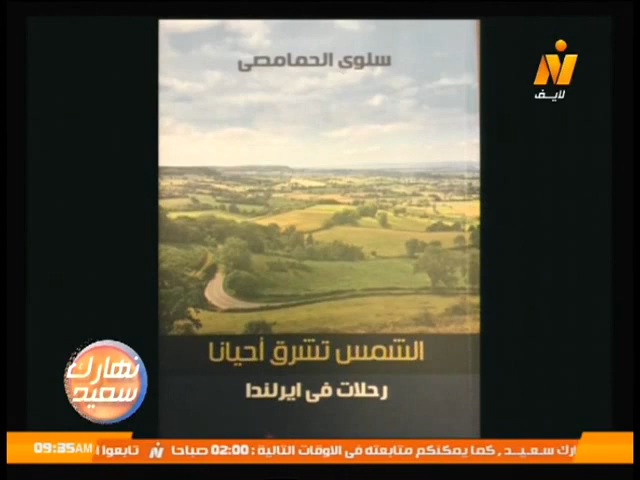 سلوى الحمامصى
لايف
الشمس تشرق أحيانا
رحلات فى ايرلندا
نهارك
سعيد
09:35AM
ارك سعيد , كما يمكنكم متابعته فى الأوقات التالية : 02:00 صباحا
تابعوا ا